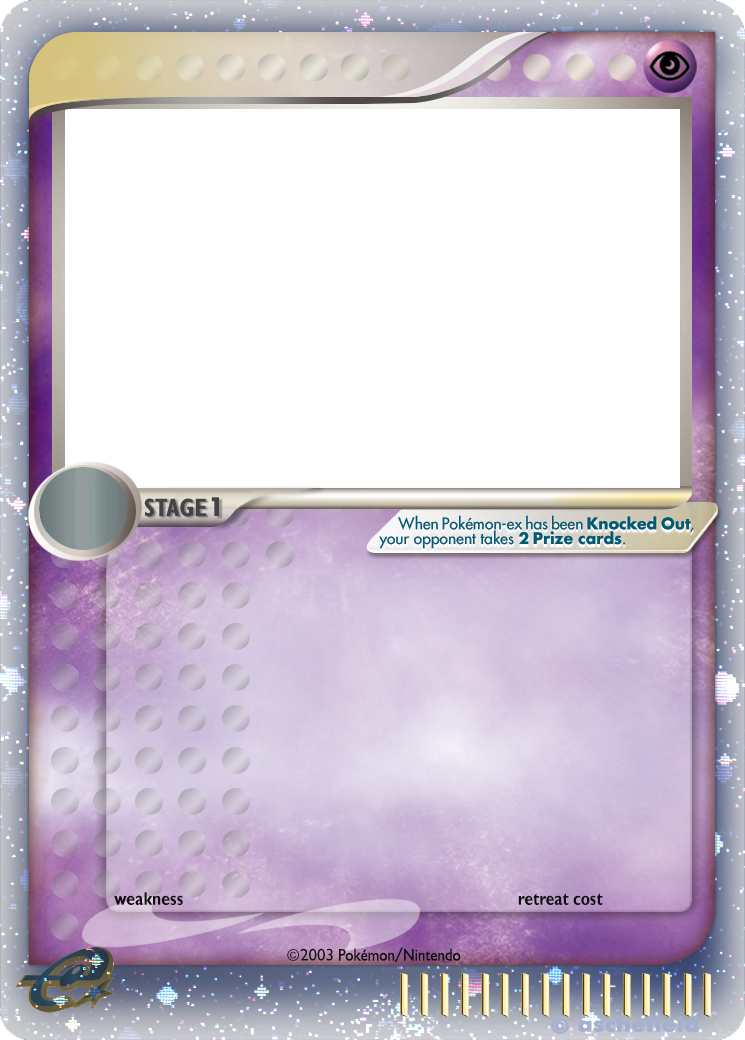 STAGE 1
When Pokémon-ex has been Knocked Out,
your opponent takes 2 Prize cards.
weakness
retreat cost
©2003 Pokémon/Nintendo
© aschefield